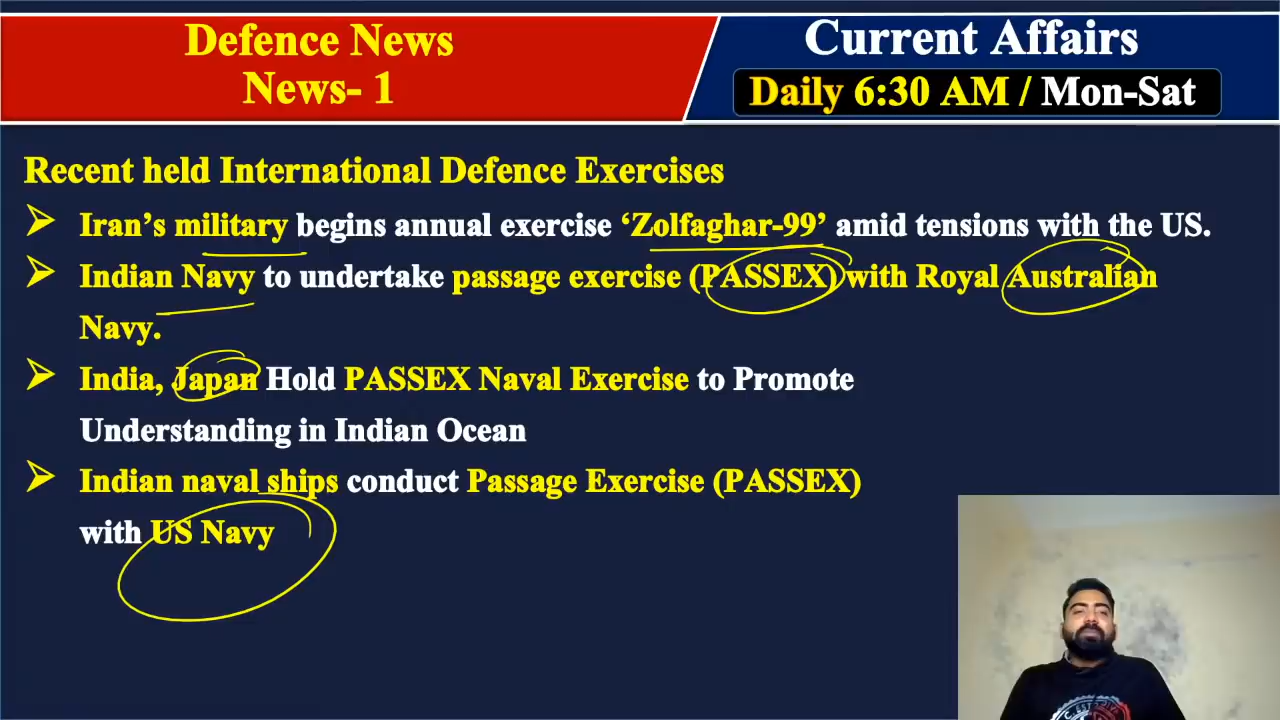 Defence News
News- 1
Current Affairs
Daily 6:30 AM / Mon-Sat
Recent held International Defence Exercises
Iran's military begins annual exercise ‘Zolfaghar-99’ amid tensions with the US.
Indian Navy to undertake passage exercise (PASSEX) with Royal Australian
Navy.
India, Japan Hold PASSEX Naval Exercise to Promote
Understanding in Indian Ocean
Indian naval ships conduct Passage Exercise (PASSEX)
with US Navy